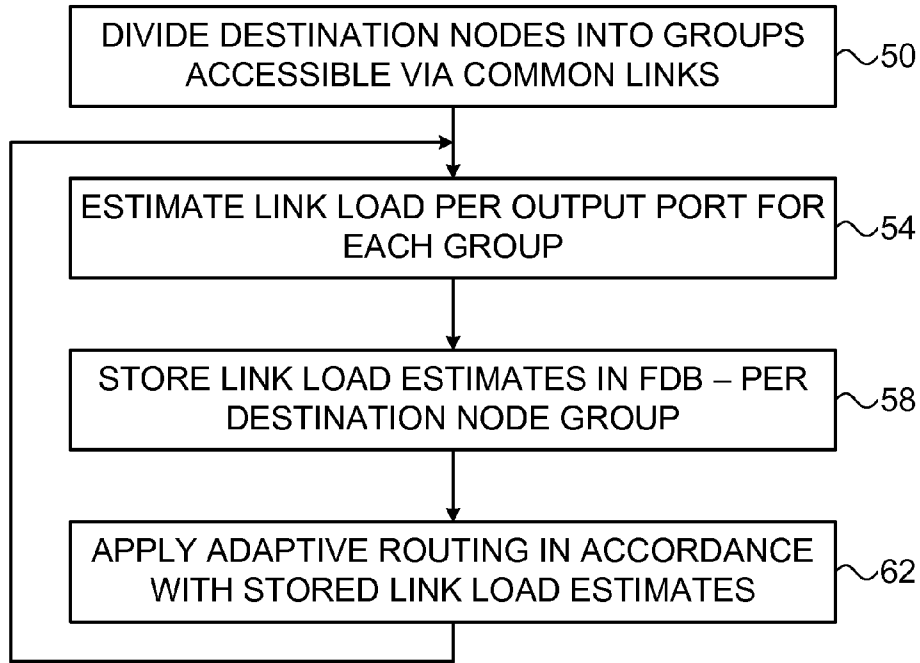 DIVIDE DESTINATION NODES INTO GROUPS
ACCESSIBLE VIA COMMON LINKS
50
ESTIMATE LINK LOAD PER OUTPUT PORT FOR
EACH GROUP
54
STORE LINK LOAD ESTIMATES IN FDB – PER
DESTINATION NODE GROUP
58
APPLY ADAPTIVE ROUTING IN ACCORDANCE
WITH STORED LINK LOAD ESTIMATES
62